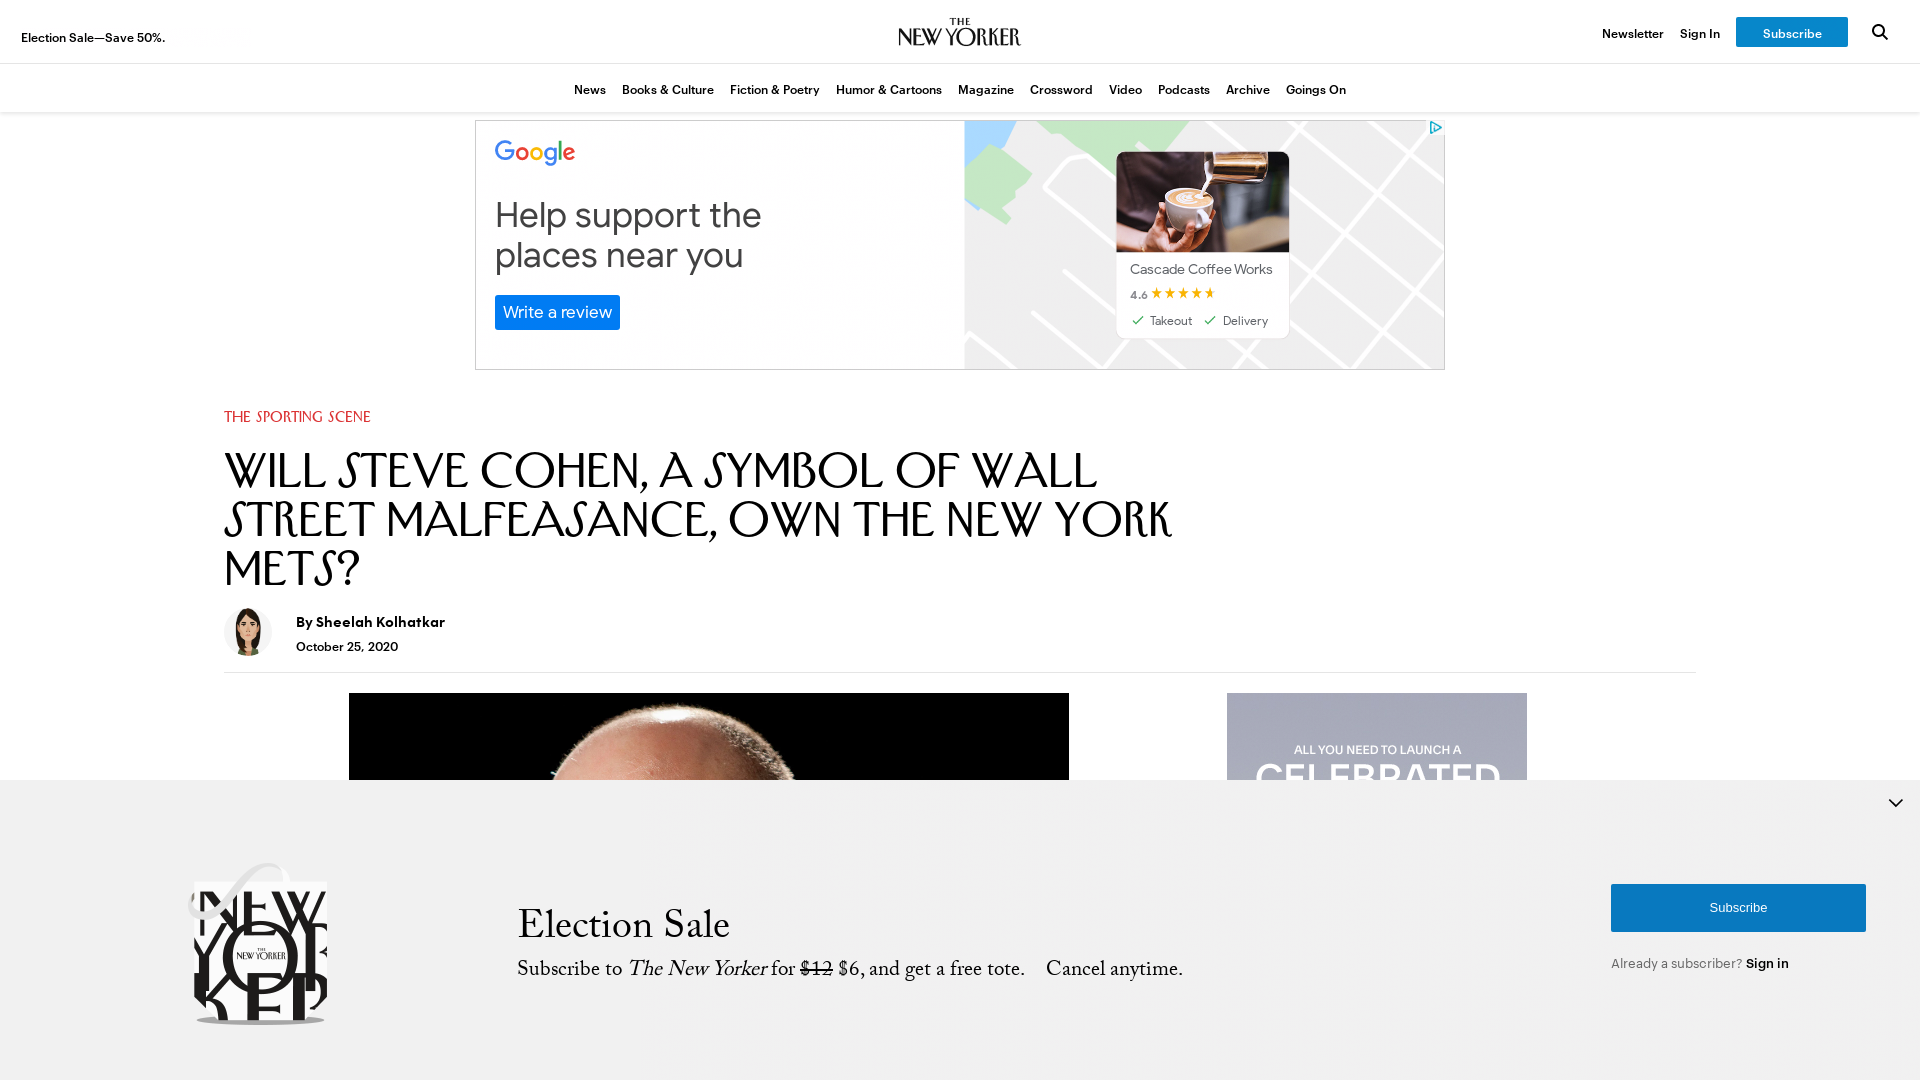 Election Sale—Save 50%.
THE
NEW YORKER
Newsletter
Sign In
Subscribe
News
Books & Culture
Fiction & Poetry
Humor & Cartoons
Magazine
Crossword
Video
Podcasts
Archive
Goings On
Google
Help support the
places near you
Write a review
Cascade Coffee Works
4.6
Takeout
Delivery
THE SPORTING SCENE
WILL STEVE COHEN, A SYMBOL OF WALL
STREET MALFEASANCE, OWN THE NEW YORK
METS?
By Sheelah Kolhatkar
October 25, 2020
ALL YOU NEED TO LAUNCH A
CELEBRATED
NEW
YOR
KER
THE
NEW YORKER
Election Sale
Subscribe to The New Yorker for $12 $6, and get a free tote. Cancel anytime.
Subscribe
Already a subscriber? Sign in